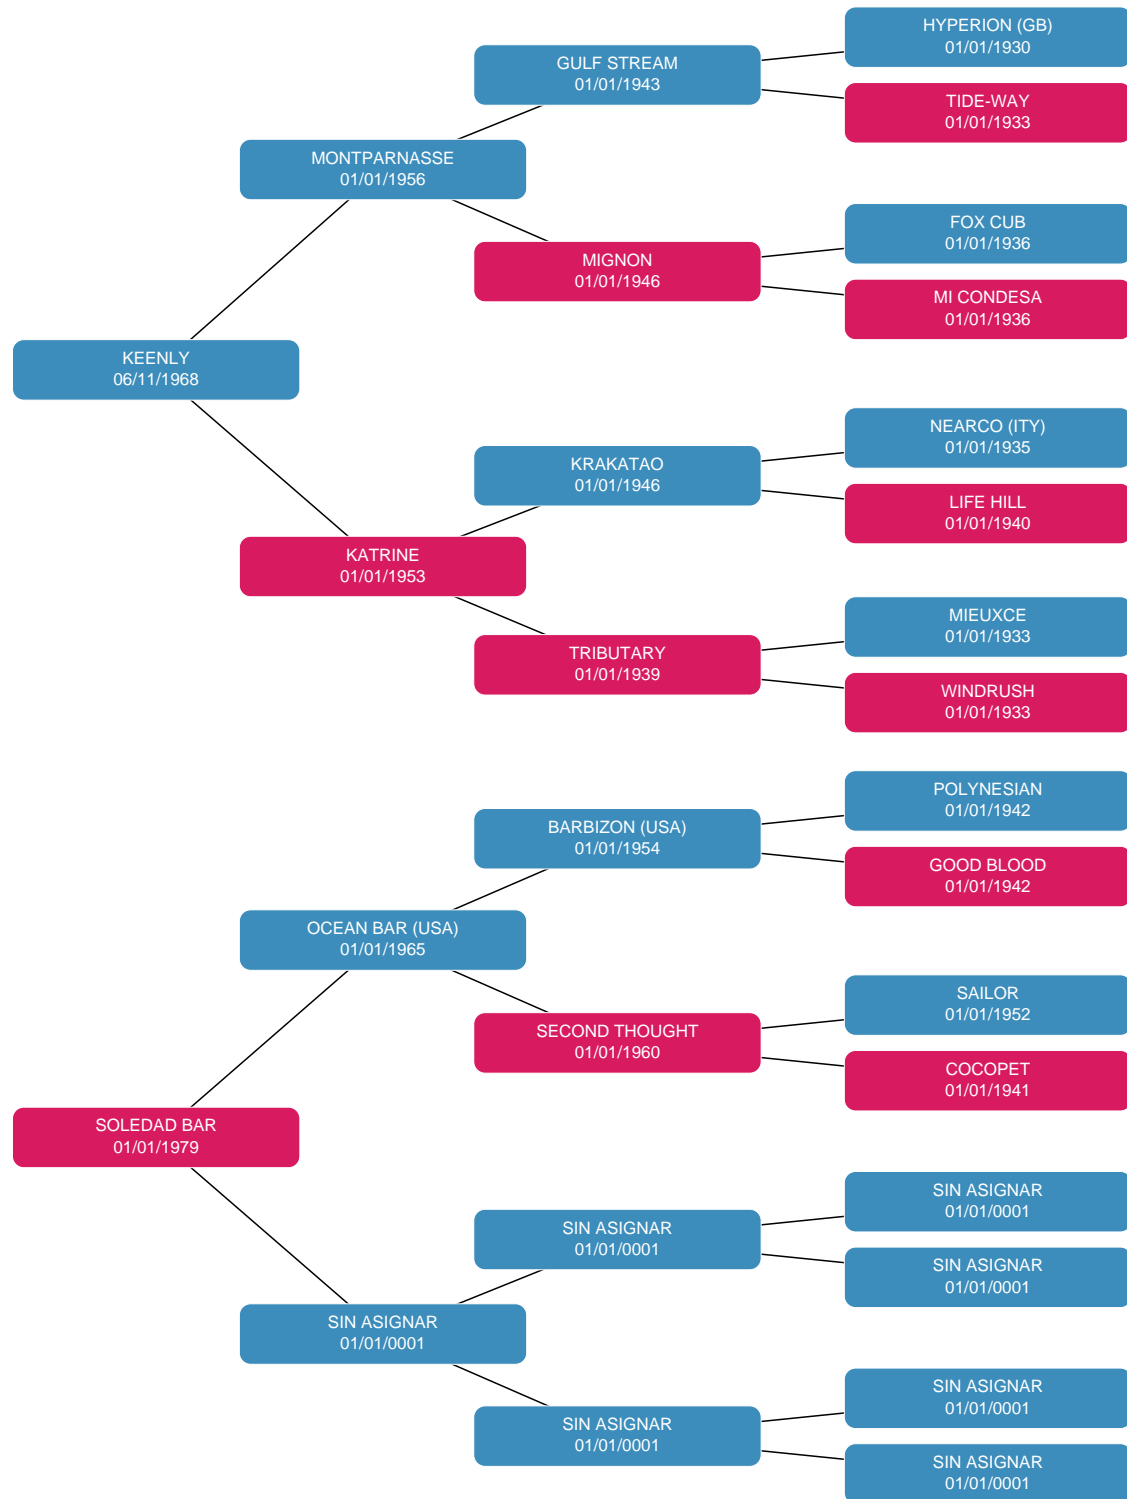 HYPERION (GB)
01/01/1930
GULF STREAM
01/01/1943
TIDE-WAY
01/01/1933
MONTPARNASSE
01/01/1956
FOX CUB
01/01/1936
MIGNON
01/01/1946
MI CONDESA
01/01/1936
KEENLY
06/11/1968
NEARCO (ITY)
01/01/1935
KRAKATAO
01/01/1946
LIFE HILL
01/01/1940
KATRINE
01/01/1953
MIEUXCE
01/01/1933
TRIBUTARY
01/01/1939
WINDRUSH
01/01/1933
POLYNESIAN
01/01/1942
BARBIZON (USA)
01/01/1954
GOOD BLOOD
01/01/1942
OCEAN BAR (USA)
01/01/1965
SAILOR
01/01/1952
SECOND THOUGHT
01/01/1960
COCOPET
01/01/1941
SOLEDAD BAR
01/01/1979
SIN ASIGNAR
01/01/0001
SIN ASIGNAR
01/01/0001
SIN ASIGNAR
01/01/0001
SIN ASIGNAR
01/01/0001
SIN ASIGNAR
01/01/0001
SIN ASIGNAR
01/01/0001
SIN ASIGNAR
01/01/0001